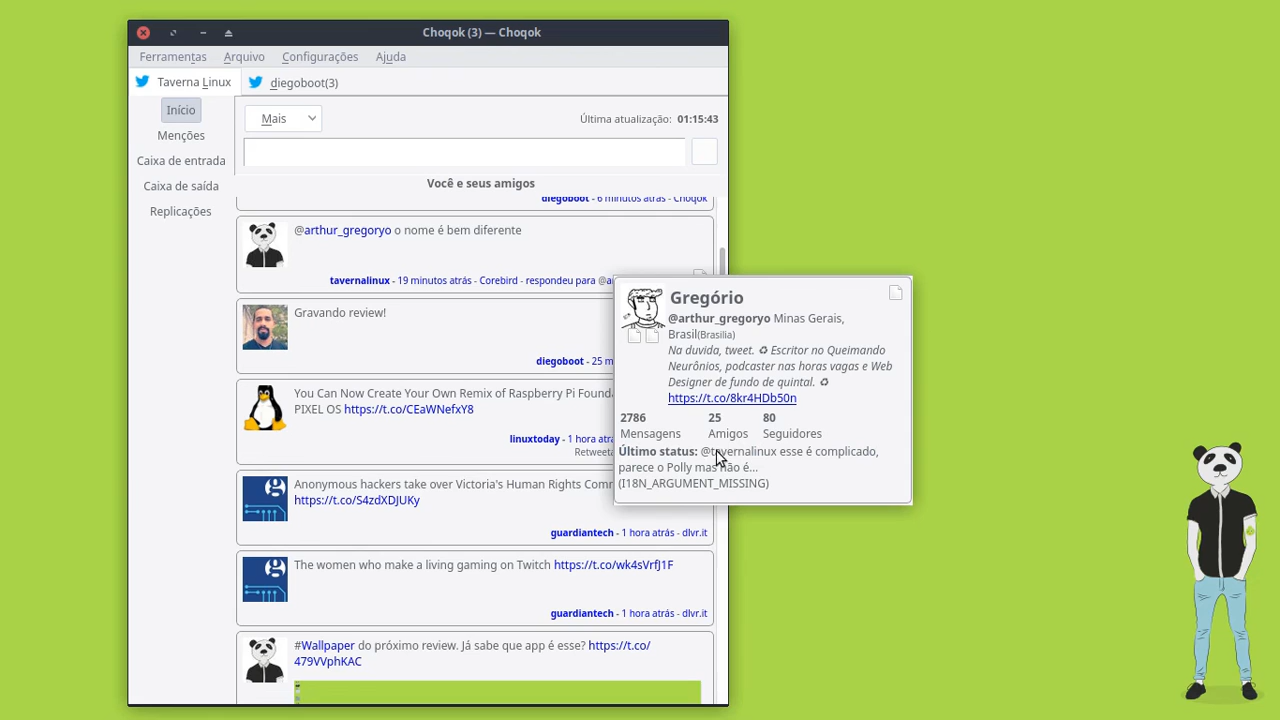 Choqok (3) — Choqok
Ferramentas Arquivo Configurações Ajuda
Taverna Linux diegoboot(3)
Início
Menções
Caixa de entrada
Caixa de saída
Replicações
Mais Última atualização: 01:15:43
Você e seus amigos
diegoboot - 6 minutos atrás - Choqok
@arthur_gregoryo o nome é bem diferente
tavernalinux - 19 minutos atrás - Corebird - respondeu para @a
Gravando review!
diegoboot - 25 m
You Can Now Create Your Own Remix of Raspberry Pi Founda
PIXEL OS https://t.co/CEaWNefxY8
linuxtoday - 1 hora atrá
Retweeta
Anonymous hackers take over Victoria's Human Rights Comm
https://t.co/S4zdXDJUKy
guardiantech - 1 hora atrás - dlvr.it
The women who make a living gaming on Twitch https://t.co/wk4sVrfJ1F
guardiantech - 1 hora atrás - dlvr.it
#Wallpaper do próximo review. Já sabe que app é esse? https://t.co/
479VVphKAC
Gregório
@arthur_gregoryo Minas Gerais,
Brasil(Brasilia)
Na duvida, tweet. ♻ Escritor no Queimando
Neurônios, podcaster nas horas vagas e Web
Designer de fundo de quintal. ♻
https://t.co/8kr4HDb50n
2786 25 80
Mensagens Amigos Seguidores
Último status: @tavernalinux esse é complicado,
parece o Polly mas não é...
(I18N_ARGUMENT_MISSING)